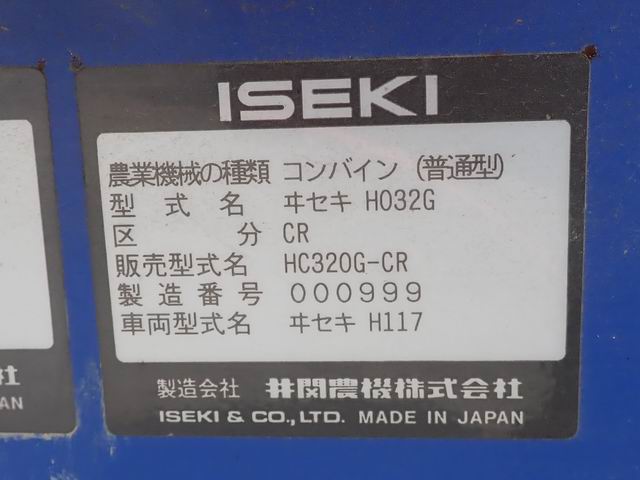 ISEKI
農業機械の種類 コンバイン (普通型)
型式名 ヰセキ HO32G
区分 CR
販売型式名 HC320G-CR
製造番号 000999
車両型式名 ヰセキ H117
製造会社 井関農機株式会社
ISEKI & CO., LTD. MADE IN JAPAN
社
PAN